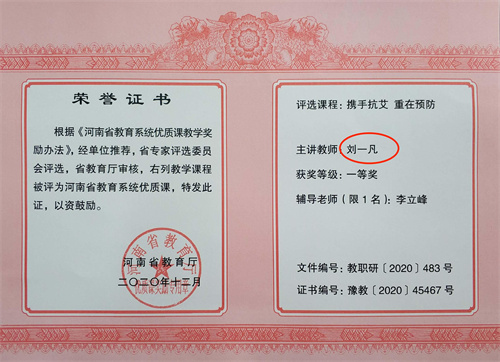 荣誉证书
根据《河南省教育系统优质课教学奖
励办法》，经单位推荐，省专家评选委员
会评选，省教育厅审核，右列教学课程
被评为河南省教育系统优质课，特发此
证，以资鼓励。
河南省教育厅
二〇二〇年十二月
河南省教育厅
评选课程：携手抗艾 重在预防
主讲教师：刘一凡
获奖等级：一等奖
辅导老师（限1名）：李立峰
文件编号：教职研〔2020〕483号
证书编号：豫教〔2020〕45467号